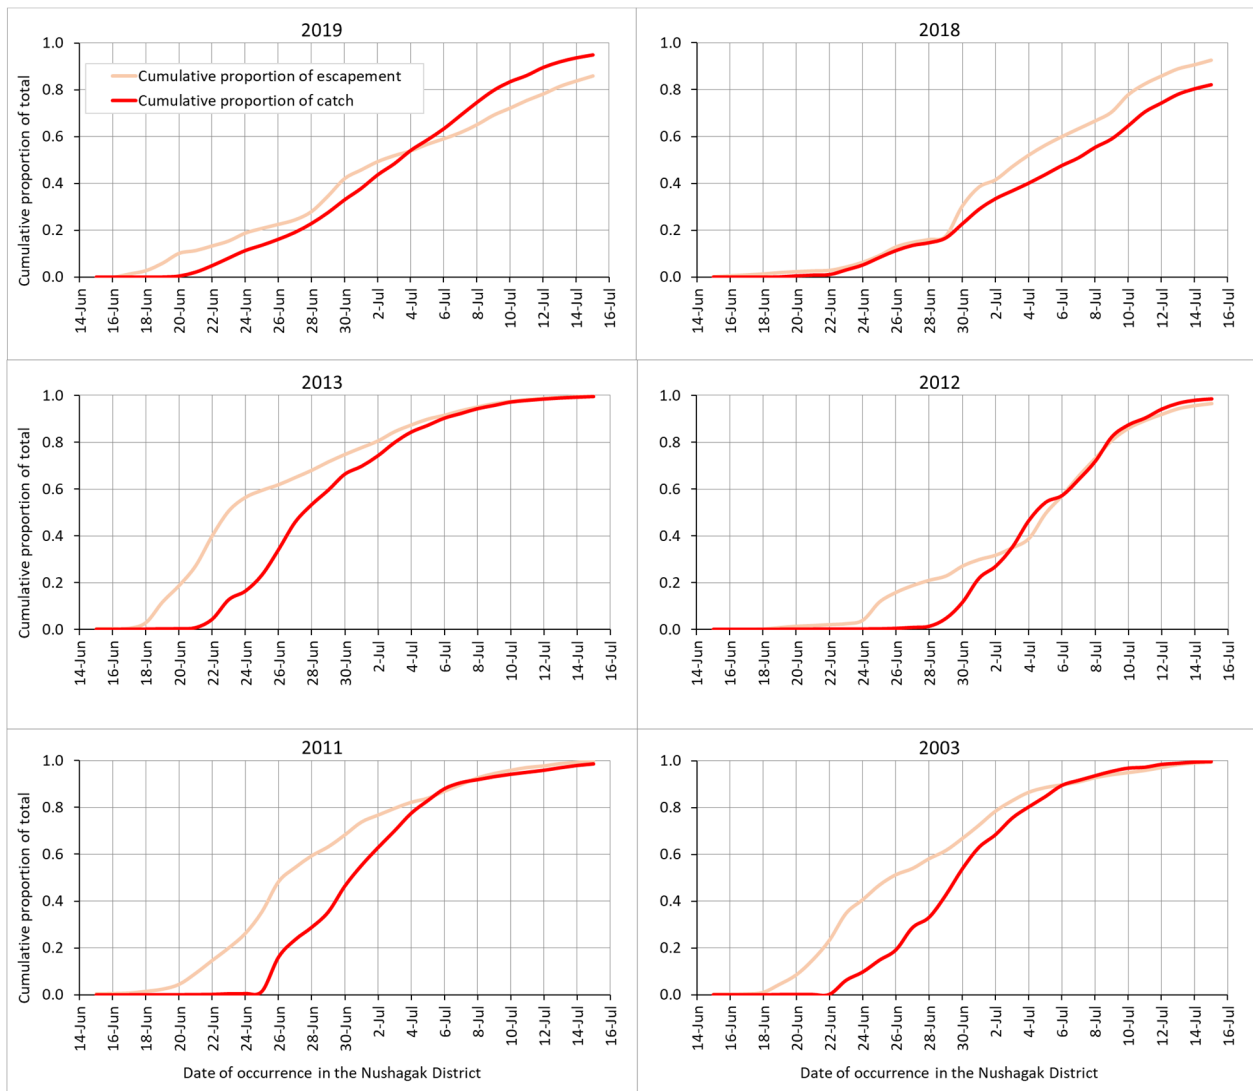 2019
Cumulative proportion of total
1.0
0.8
0.6
0.4
0.2
0.0
Cumulative proportion of escapement
Cumulative proportion of catch
14-Jun
16-Jun
18-Jun
20-Jun
22-Jun
24-Jun
26-Jun
28-Jun
30-Jun
2-Jul
4-Jul
6-Jul
8-Jul
10-Jul
12-Jul
14-Jul
16-Jul
2018
1.0
0.8
0.6
0.4
0.2
0.0
14-Jun
16-Jun
18-Jun
20-Jun
22-Jun
24-Jun
26-Jun
28-Jun
30-Jun
2-Jul
4-Jul
6-Jul
8-Jul
10-Jul
12-Jul
14-Jul
16-Jul
2013
Cumulative proportion of total
1.0
0.8
0.6
0.4
0.2
0.0
14-Jun
16-Jun
18-Jun
20-Jun
22-Jun
24-Jun
26-Jun
28-Jun
30-Jun
2-Jul
4-Jul
6-Jul
8-Jul
10-Jul
12-Jul
14-Jul
16-Jul
2012
1.0
0.8
0.6
0.4
0.2
0.0
14-Jun
16-Jun
18-Jun
20-Jun
22-Jun
24-Jun
26-Jun
28-Jun
30-Jun
2-Jul
4-Jul
6-Jul
8-Jul
10-Jul
12-Jul
14-Jul
16-Jul
2011
Cumulative proportion of total
1.0
0.8
0.6
0.4
0.2
0.0
14-Jun
16-Jun
18-Jun
20-Jun
22-Jun
24-Jun
26-Jun
28-Jun
30-Jun
2-Jul
4-Jul
6-Jul
8-Jul
10-Jul
12-Jul
14-Jul
16-Jul
Date of occurrence in the Nushagak District
2003
1.0
0.8
0.6
0.4
0.2
0.0
14-Jun
16-Jun
18-Jun
20-Jun
22-Jun
24-Jun
26-Jun
28-Jun
30-Jun
2-Jul
4-Jul
6-Jul
8-Jul
10-Jul
12-Jul
14-Jul
16-Jul
Date of occurrence in the Nushagak District